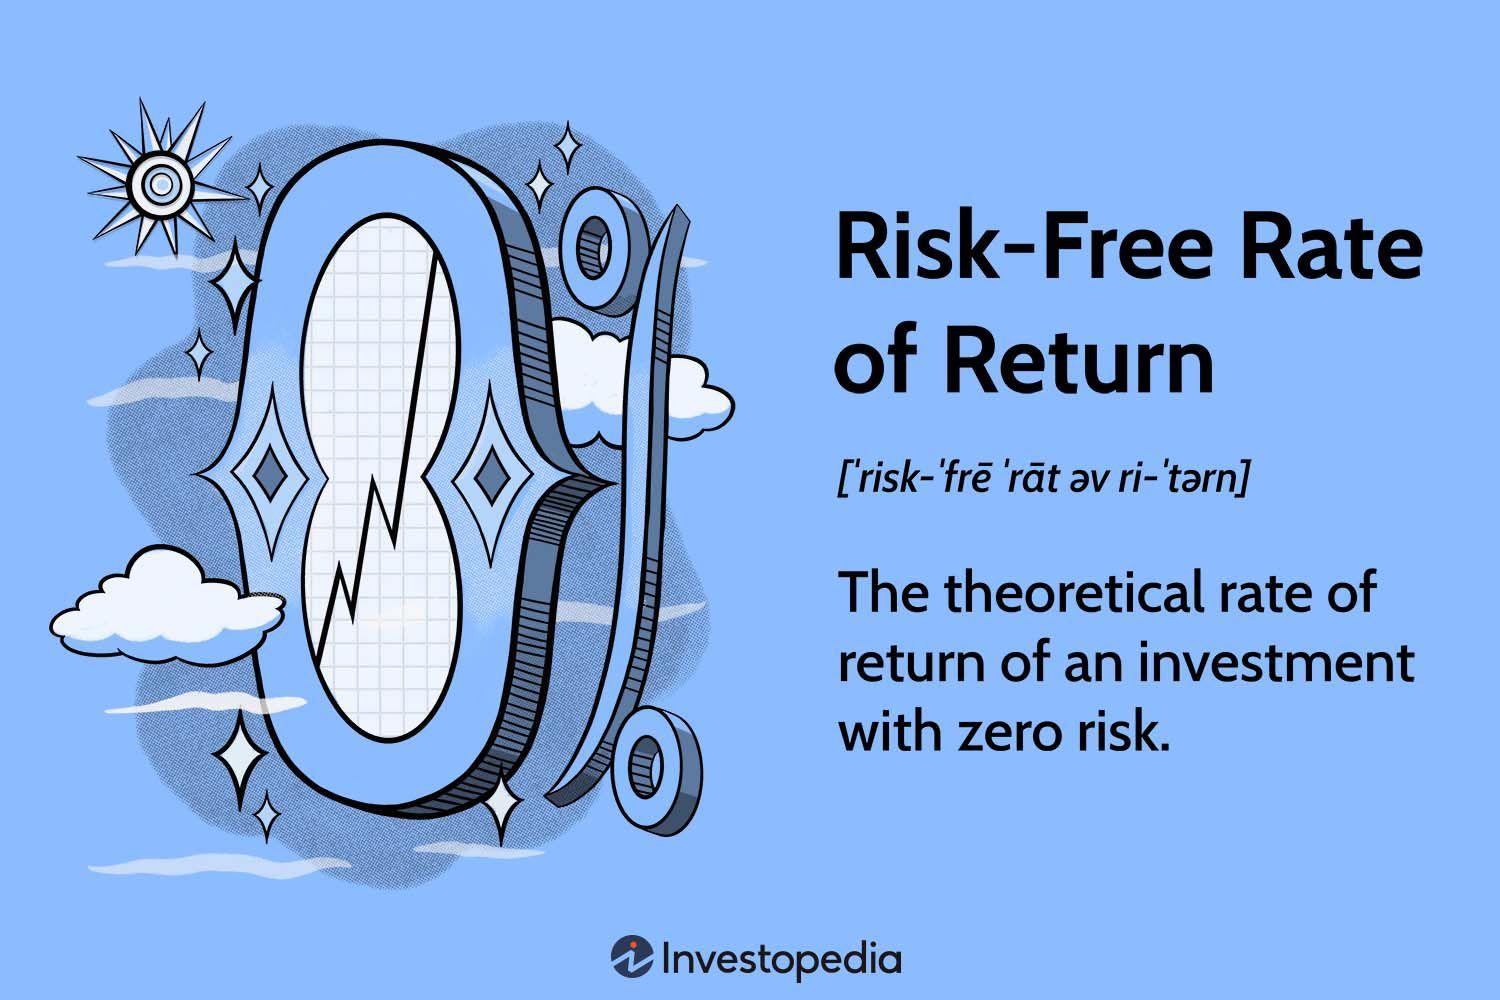 Risk-Free Rate
of Return
[ˈrisk-ˈfrē ˈrāt əv ri-ˈtərn]
The theoretical rate of
return of an investment
with zero risk.
0%
Investopedia